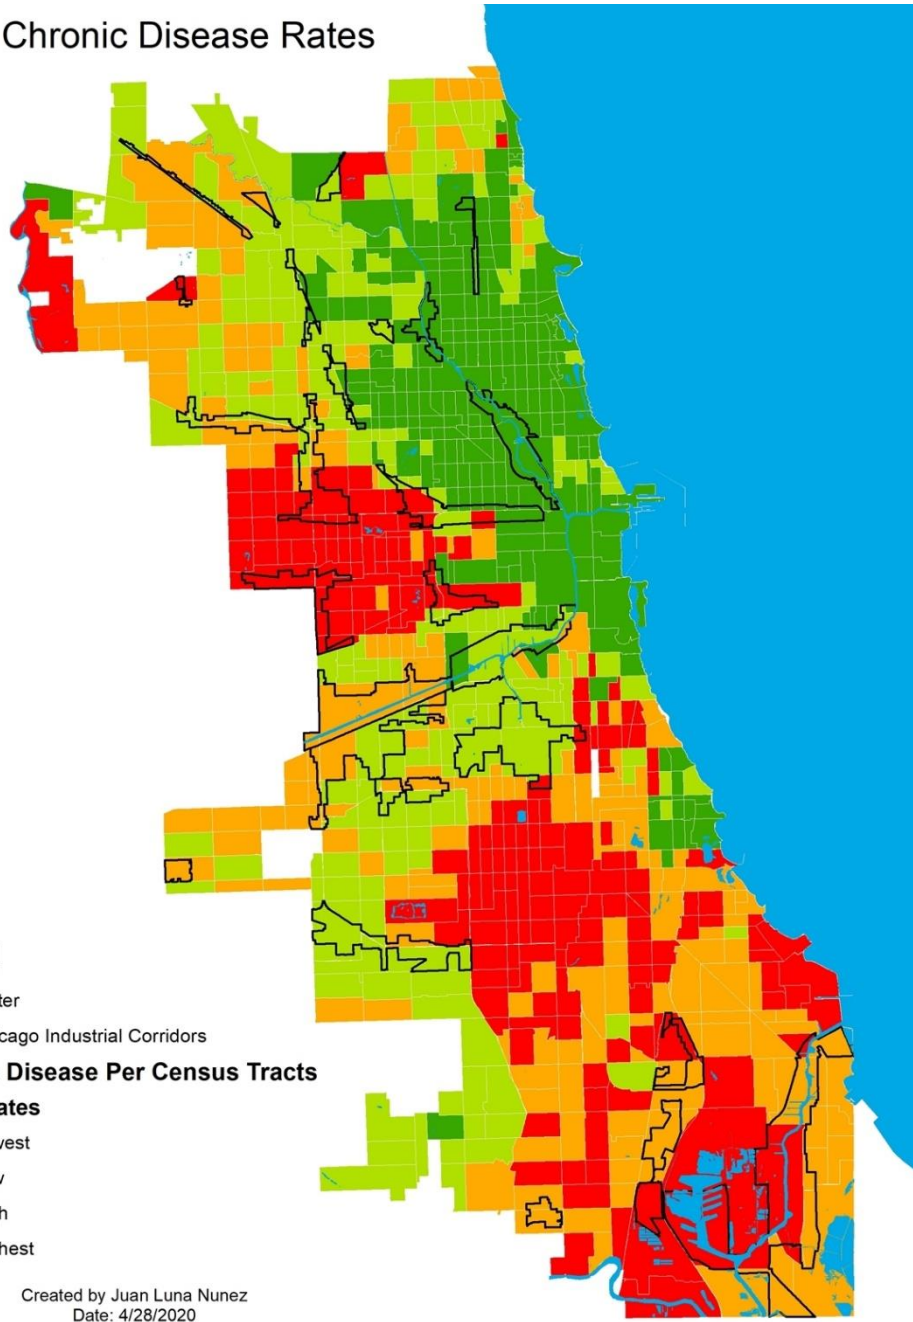 Chronic Disease Rates
ter
cago Industrial Corridors
Disease Per Census Tracts
ates
vest
h
hest
Created by Juan Luna Nunez
Date: 4/28/2020